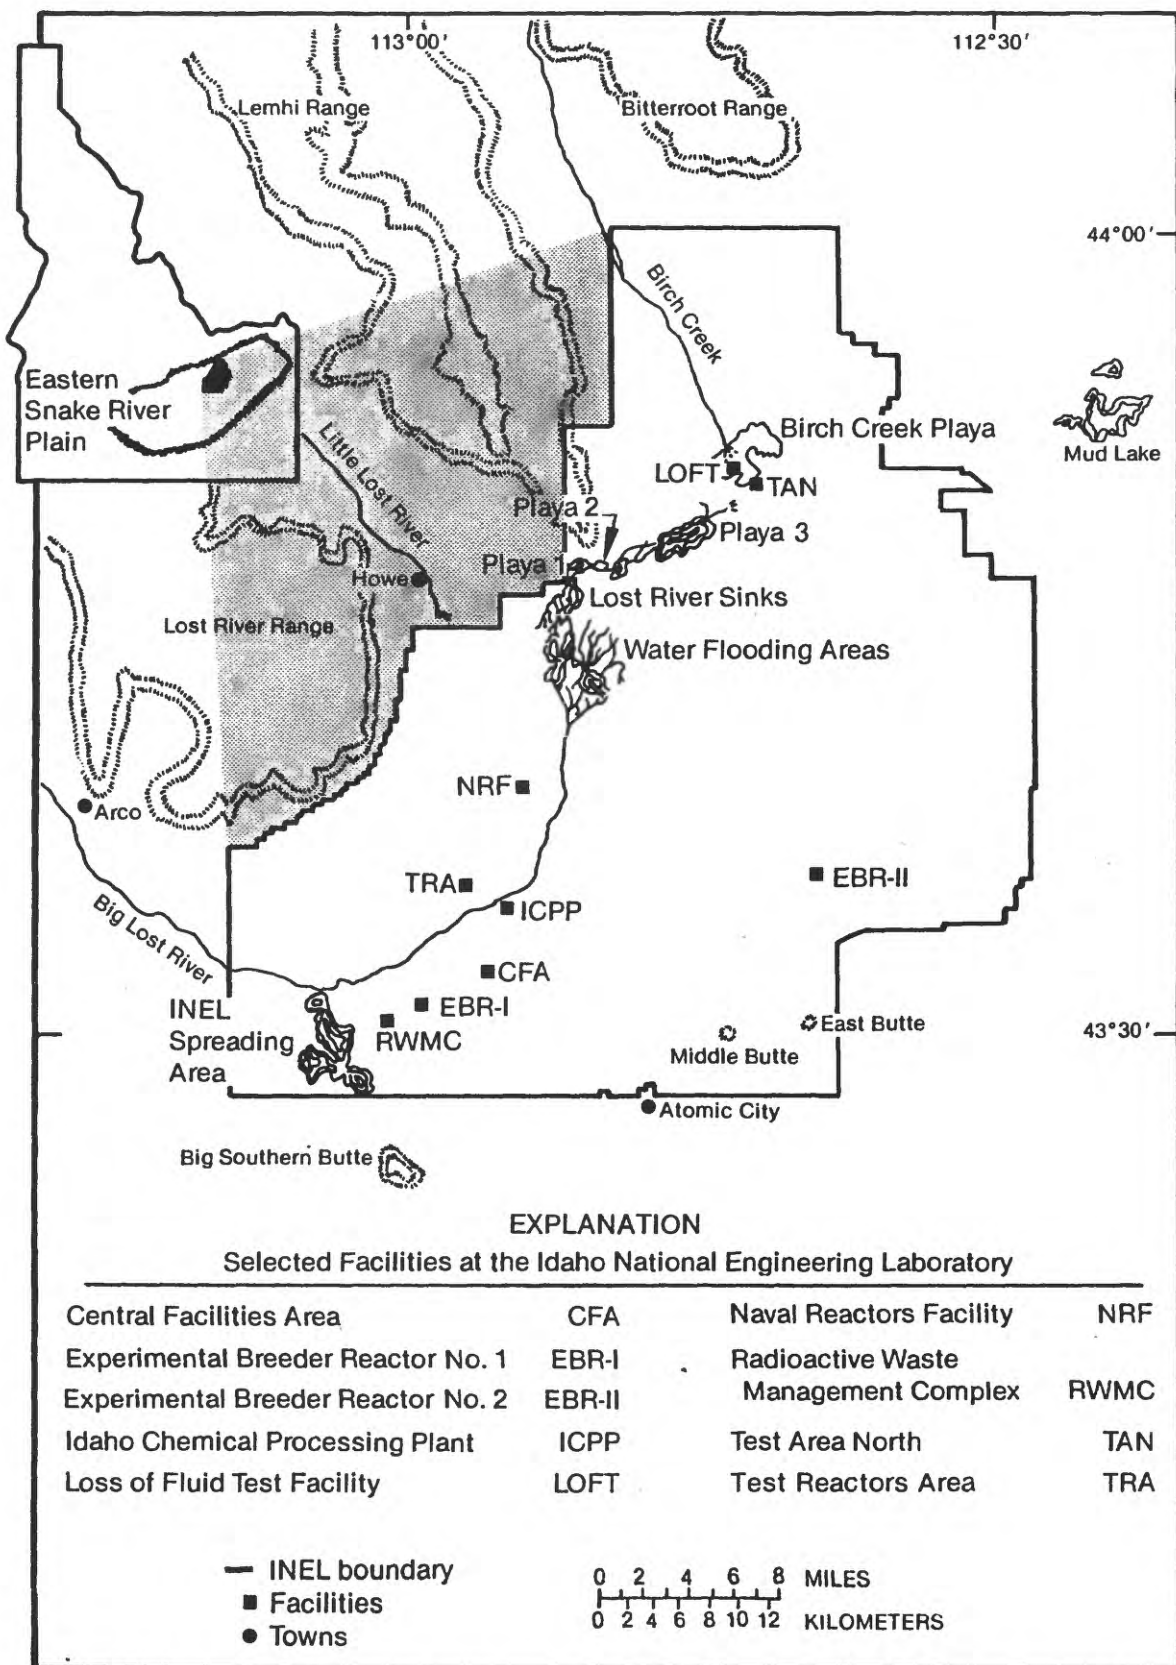 113°00′
112°30′
Lemhi Range
Bitterroot Range
44°00′
Birch Creek
Eastern
Snake River
Plain
Little Lost River
Birch Creek Playa
Mud Lake
LOFT
TAN
Playa 2
Playa 3
Playa 1
Howe
Lost River Sinks
Lost River Range
Water Flooding Areas
NRF
Arco
TRA
EBR-II
ICPP
Big Lost River
CFA
INEL
Spreading
Area
EBR-I
RWMC
East Butte
43°30′
Middle Butte
Atomic City
Big Southern Butte
EXPLANATION
Selected Facilities at the Idaho National Engineering Laboratory
Central Facilities Area CFA
Naval Reactors Facility NRF
Experimental Breeder Reactor No. 1 EBR-I
Radioactive Waste
Management Complex RWMC
Experimental Breeder Reactor No. 2 EBR-II
Idaho Chemical Processing Plant ICPP
Test Area North TAN
Loss of Fluid Test Facility LOFT
Test Reactors Area TRA
INEL boundary
Facilities
Towns
0 2 4 6 8 MILES
0 2 4 6 8 10 12 KILOMETERS